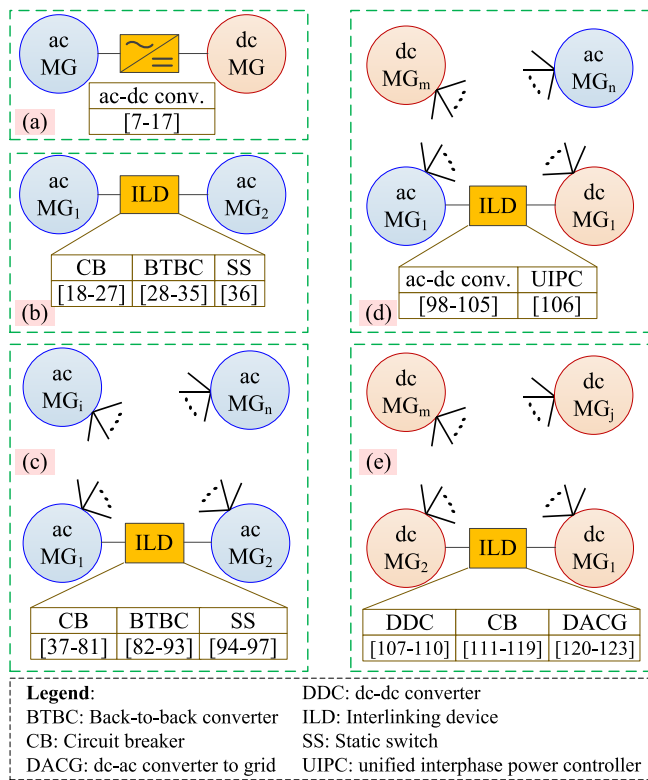 ac
MG
dc
MG
ac-dc conv.
[7-17]
(a)
ac
MG1
ILD
ac
MG2
CB BTBC SS
[18-27] [28-35] [36]
(b)
ac
MGi
ac
MGn
(c)
ac
MG1
ILD
ac
MG2
CB BTBC SS
[37-81] [82-93] [94-97]
dc
MGm
ac
MGn
ac
MG1
ILD
dc
MG1
ac-dc conv. UIPC
[98-105] [106]
(d)
dc
MGm
dc
MGj
(e)
dc
MG2
ILD
dc
MG1
DDC CB DACG
[107-110] [111-119] [120-123]
Legend:
BTBC: Back-to-back converter
CB: Circuit breaker
DACG: dc-ac converter to grid
DDC: dc-dc converter
ILD: Interlinking device
SS: Static switch
UIPC: unified interphase power controller